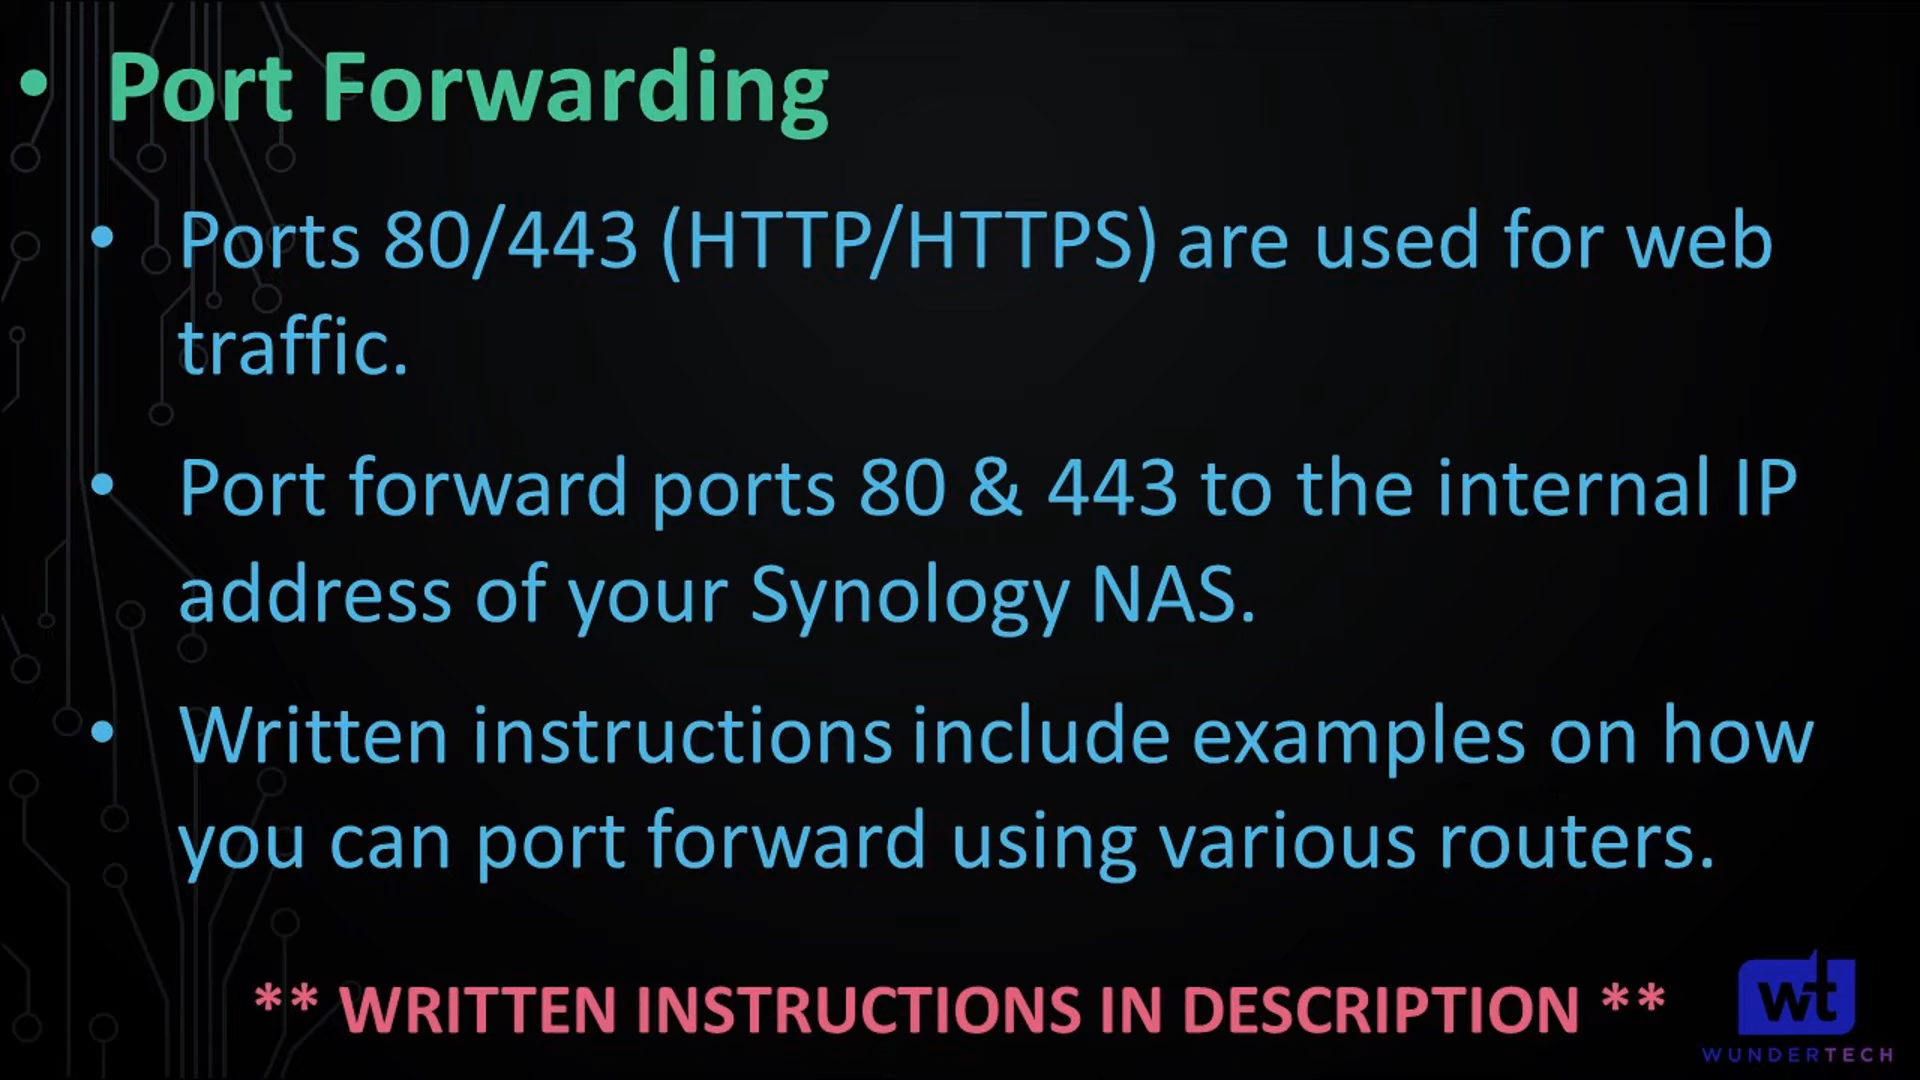 • Port Forwarding
• Ports 80/443 (HTTP/HTTPS) are used for web
traffic.
• Port forward ports 80 & 443 to the internal IP
address of your Synology NAS.
• Written instructions include examples on how
you can port forward using various routers.
** WRITTEN INSTRUCTIONS IN DESCRIPTION **
wt
WUNDERTECH